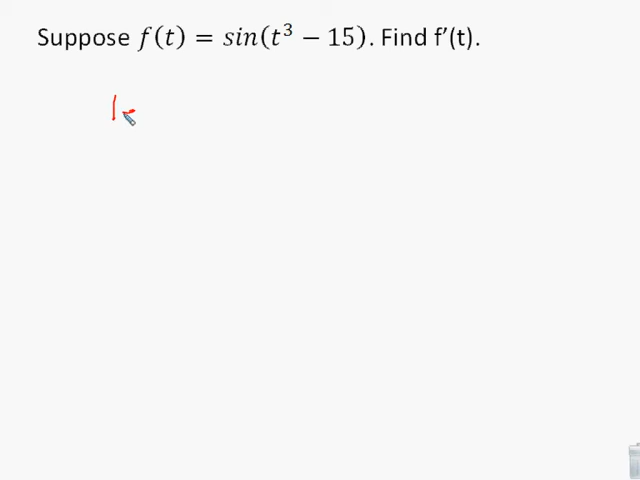 Suppose 𝑓(𝑡) = 𝑠𝑖𝑛(𝑡³ − 15). Find f'(t).